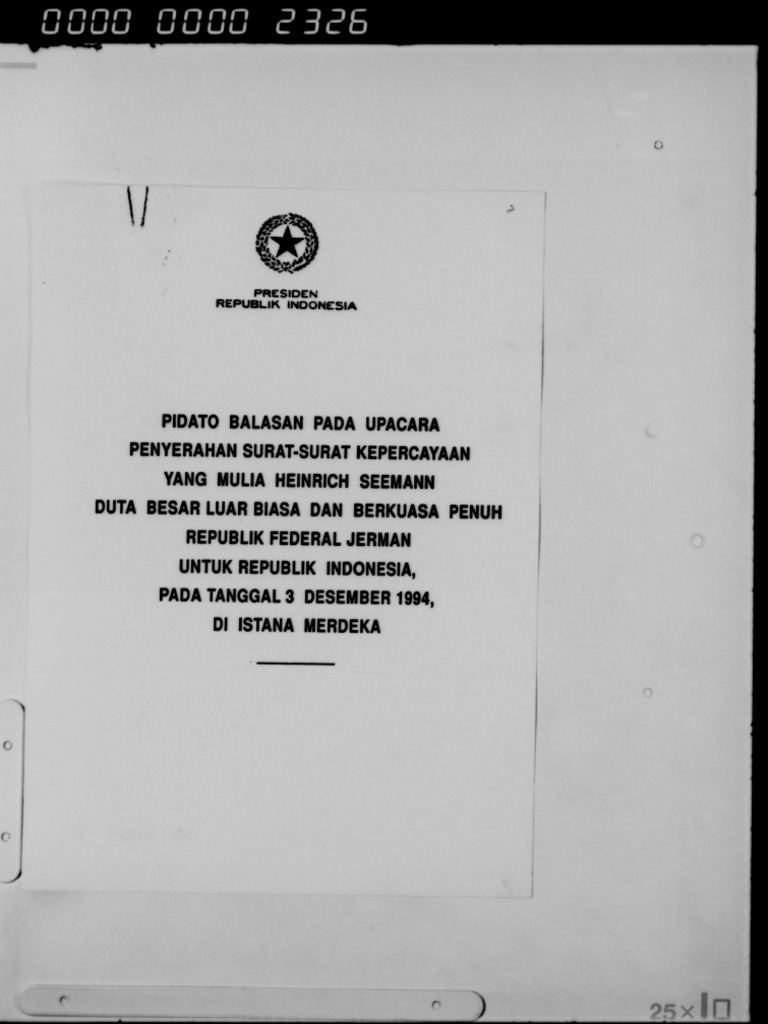 0000 0000 2326
PRESIDEN
REPUBLIK INDONESIA
PIDATO BALASAN PADA UPACARA
PENYERAHAN SURAT-SURAT KEPERCAYAAN
YANG MULIA HEINRICH SEEMANN
DUTA BESAR LUAR BIASA DAN BERKUASA PENUH
REPUBLIK FEDERAL JERMAN
UNTUK REPUBLIK INDONESIA,
PADA TANGGAL 3 DESEMBER 1994,
DI ISTANA MERDEKA
25×